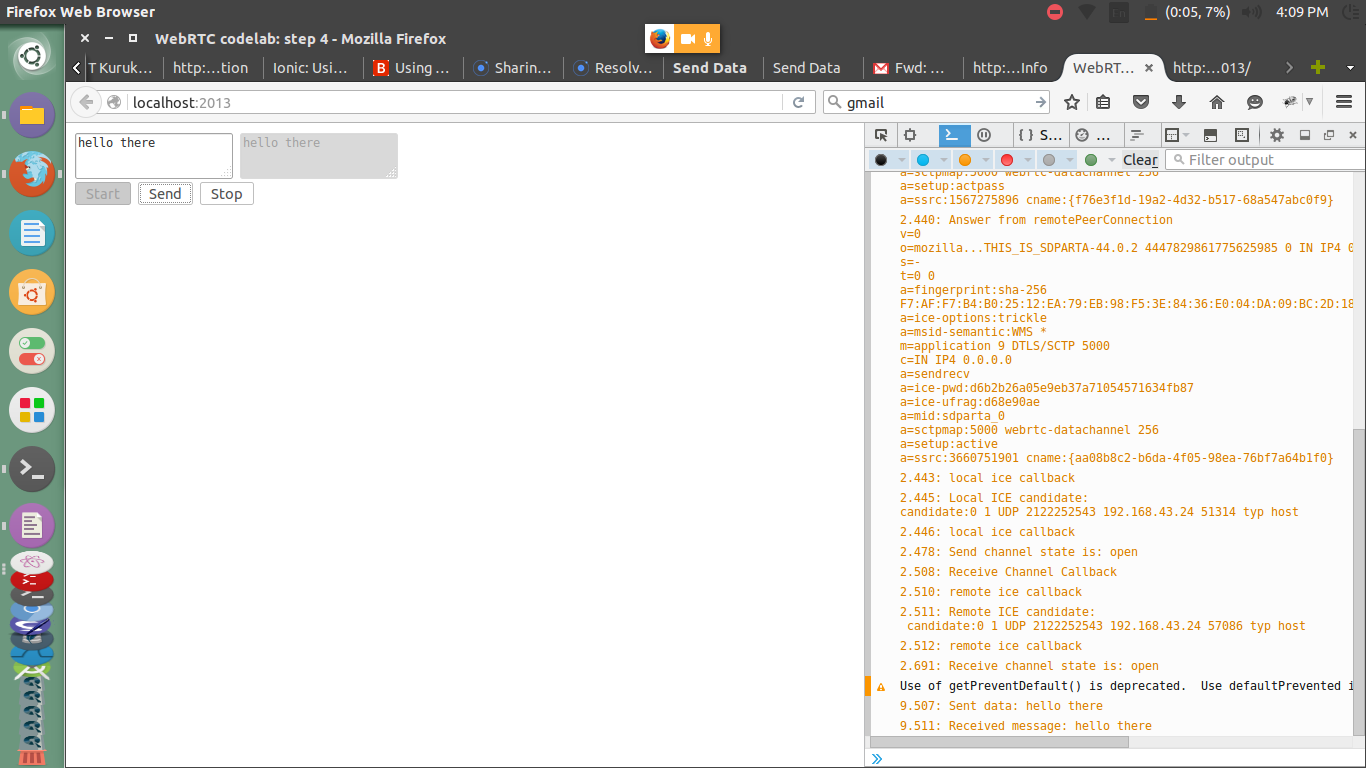 Firefox Web Browser
(0:05, 7%)
4:09 PM
WebRTC codelab: step 4 - Mozilla Firefox
T Kuruk...
http:...tion
Ionic: Usi...
B Using ...
Sharin...
Resolv...
Send Data
Send Data
Fwd: ...
http:...Info
WebRT...
http:...013/
localhost:2013
gmail
hello there
hello there
Start
Send
Stop
{ } S...
...
Clear
Filter output
a=sctpmap:5000 webrtc-datachannel 256
a=setup:actpass
a=ssrc:1567275896 cname:{f76e3f1d-19a2-4d32-b517-68a547abc0f9}
2.440: Answer from remotePeerConnection
v=0
o=mozilla...THIS_IS_SDPARTA-44.0.2 4447829861775625985 0 IN IP4 0
s=-
t=0 0
a=fingerprint:sha-256
F7:AF:F7:B4:B0:25:12:EA:79:EB:98:F5:3E:84:36:E0:04:DA:09:BC:2D:18
a=ice-options:trickle
a=msid-semantic:WMS *
m=application 9 DTLS/SCTP 5000
c=IN IP4 0.0.0.0
a=sendrecv
a=ice-pwd:d6b2b26a05e9eb37a71054571634fb87
a=ice-ufrag:d68e90ae
a=mid:sdparta_0
a=sctpmap:5000 webrtc-datachannel 256
a=setup:active
a=ssrc:3660751901 cname:{aa08b8c2-b6da-4f05-98ea-76bf7a64b1f0}
2.443: local ice callback
2.445: Local ICE candidate:
candidate:0 1 UDP 2122252543 192.168.43.24 51314 typ host
2.446: local ice callback
2.478: Send channel state is: open
2.508: Receive Channel Callback
2.510: remote ice callback
2.511: Remote ICE candidate:
candidate:0 1 UDP 2122252543 192.168.43.24 57086 typ host
2.512: remote ice callback
2.691: Receive channel state is: open
Use of getPreventDefault() is deprecated.  Use defaultPrevented i
9.507: Sent data: hello there
9.511: Received message: hello there